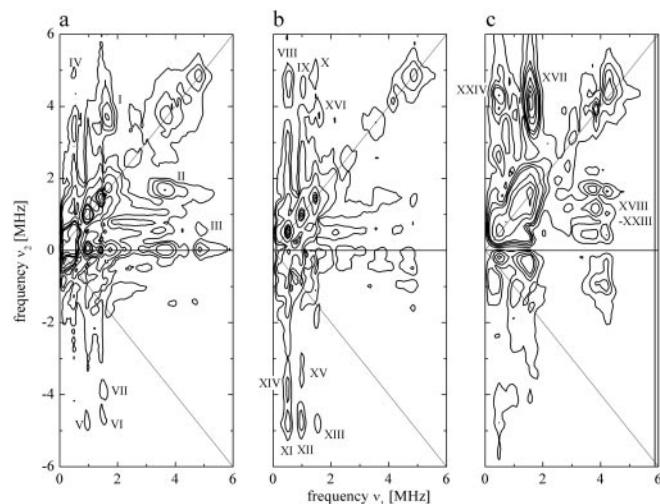 a b c
6
4
2
0
-2
-4
-6
frequency ν₂ [MHz]
IV
I
II
III
VII
V VI
0 2 4 6
VIII
IX
X
XVI
XIV
XV
XI XII XIII
0 2 4 6
frequency ν₁ [MHz]
XXIV
XVII
XVIII
-XXIII
0 2 4 6